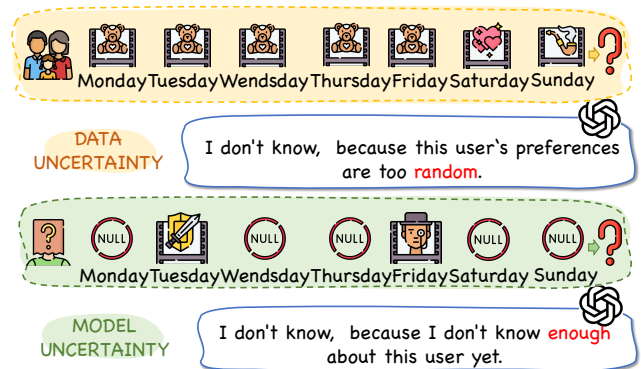 ?
Monday Tuesday Wendsday Thursday Friday Saturday Sunday
DATA
UNCERTAINTY
I don't know, because this user`s preferences
are too random.
? NULL NULL NULL NULL NULL ?
Monday Tuesday Wendsday Thursday Friday Saturday Sunday
MODEL
UNCERTAINTY
I don't know, because I don't know enough
about this user yet.